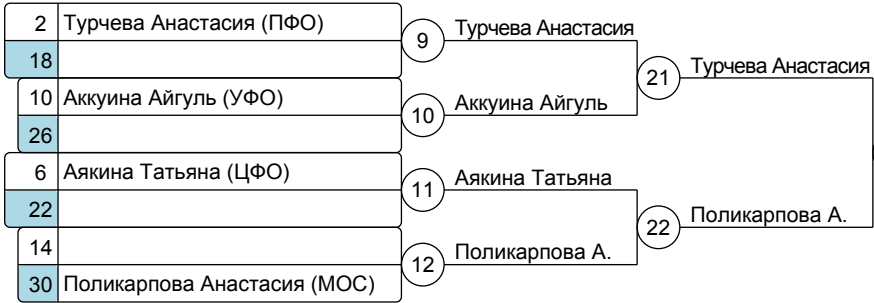 2 Турчева Анастасия (ПФО)
18
9
Турчева Анастасия
10 Аккуина Айгуль (УФО)
26
10
Аккуина Айгуль
21
Турчева Анастасия
6 Аякина Татьяна (ЦФО)
22
11
Аякина Татьяна
14
30 Поликарпова Анастасия (МОС)
12
Поликарпова А.
22
Поликарпова А.